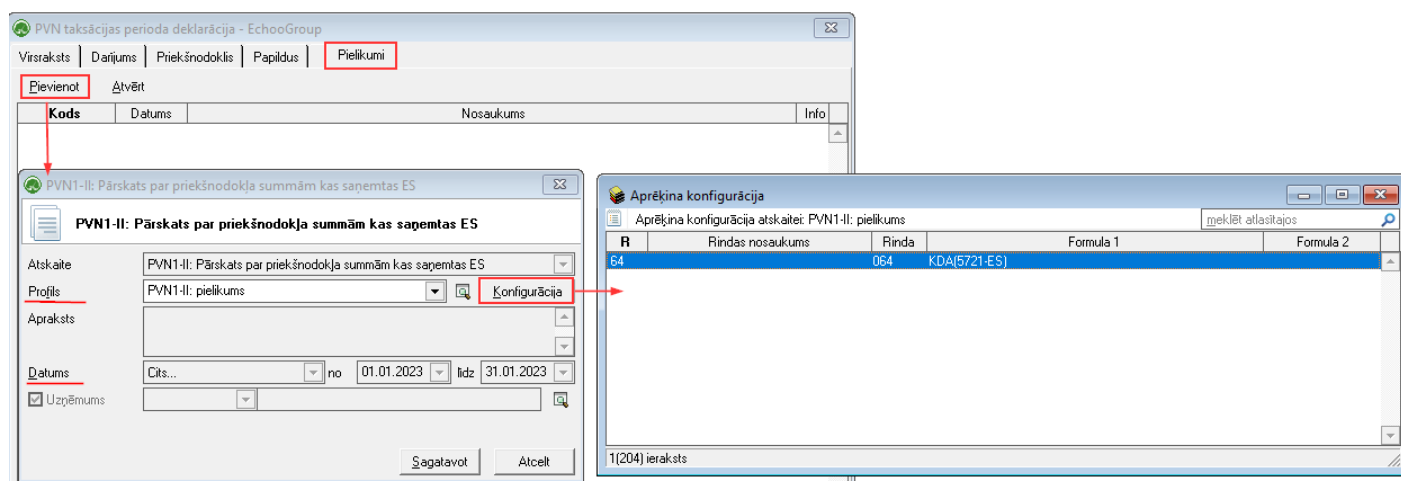 PVN taksācijas perioda deklarācija - EchooGroup
Virsraksts Darījums Priekšnodoklis Papildus Pielikumi
Pievienot Atvērt
Kods Datums Nosaukums Info
PVN1-II: Pārskats par priekšnodokļa summām kas saņemtas ES
PVN1-II: Pārskats par priekšnodokļa summām kas saņemtas ES
Atskaite PVN1-II: Pārskats par priekšnodokļa summām kas saņemtas ES
Profils PVN1-II: pielikums Konfigurācija
Apraksts
Datums Cits... no 01.01.2023 līdz 31.01.2023
Uzņēmums
Sagatavot Atcelt
Aprēķina konfigurācija
Aprēķina konfigurācija atskaitei: PVN1-II: pielikums meklēt atlasītajos
R Rindas nosaukums Rinda Formula 1 Formula 2
64 064 KDA(5721-ES)
1(204) ieraksts